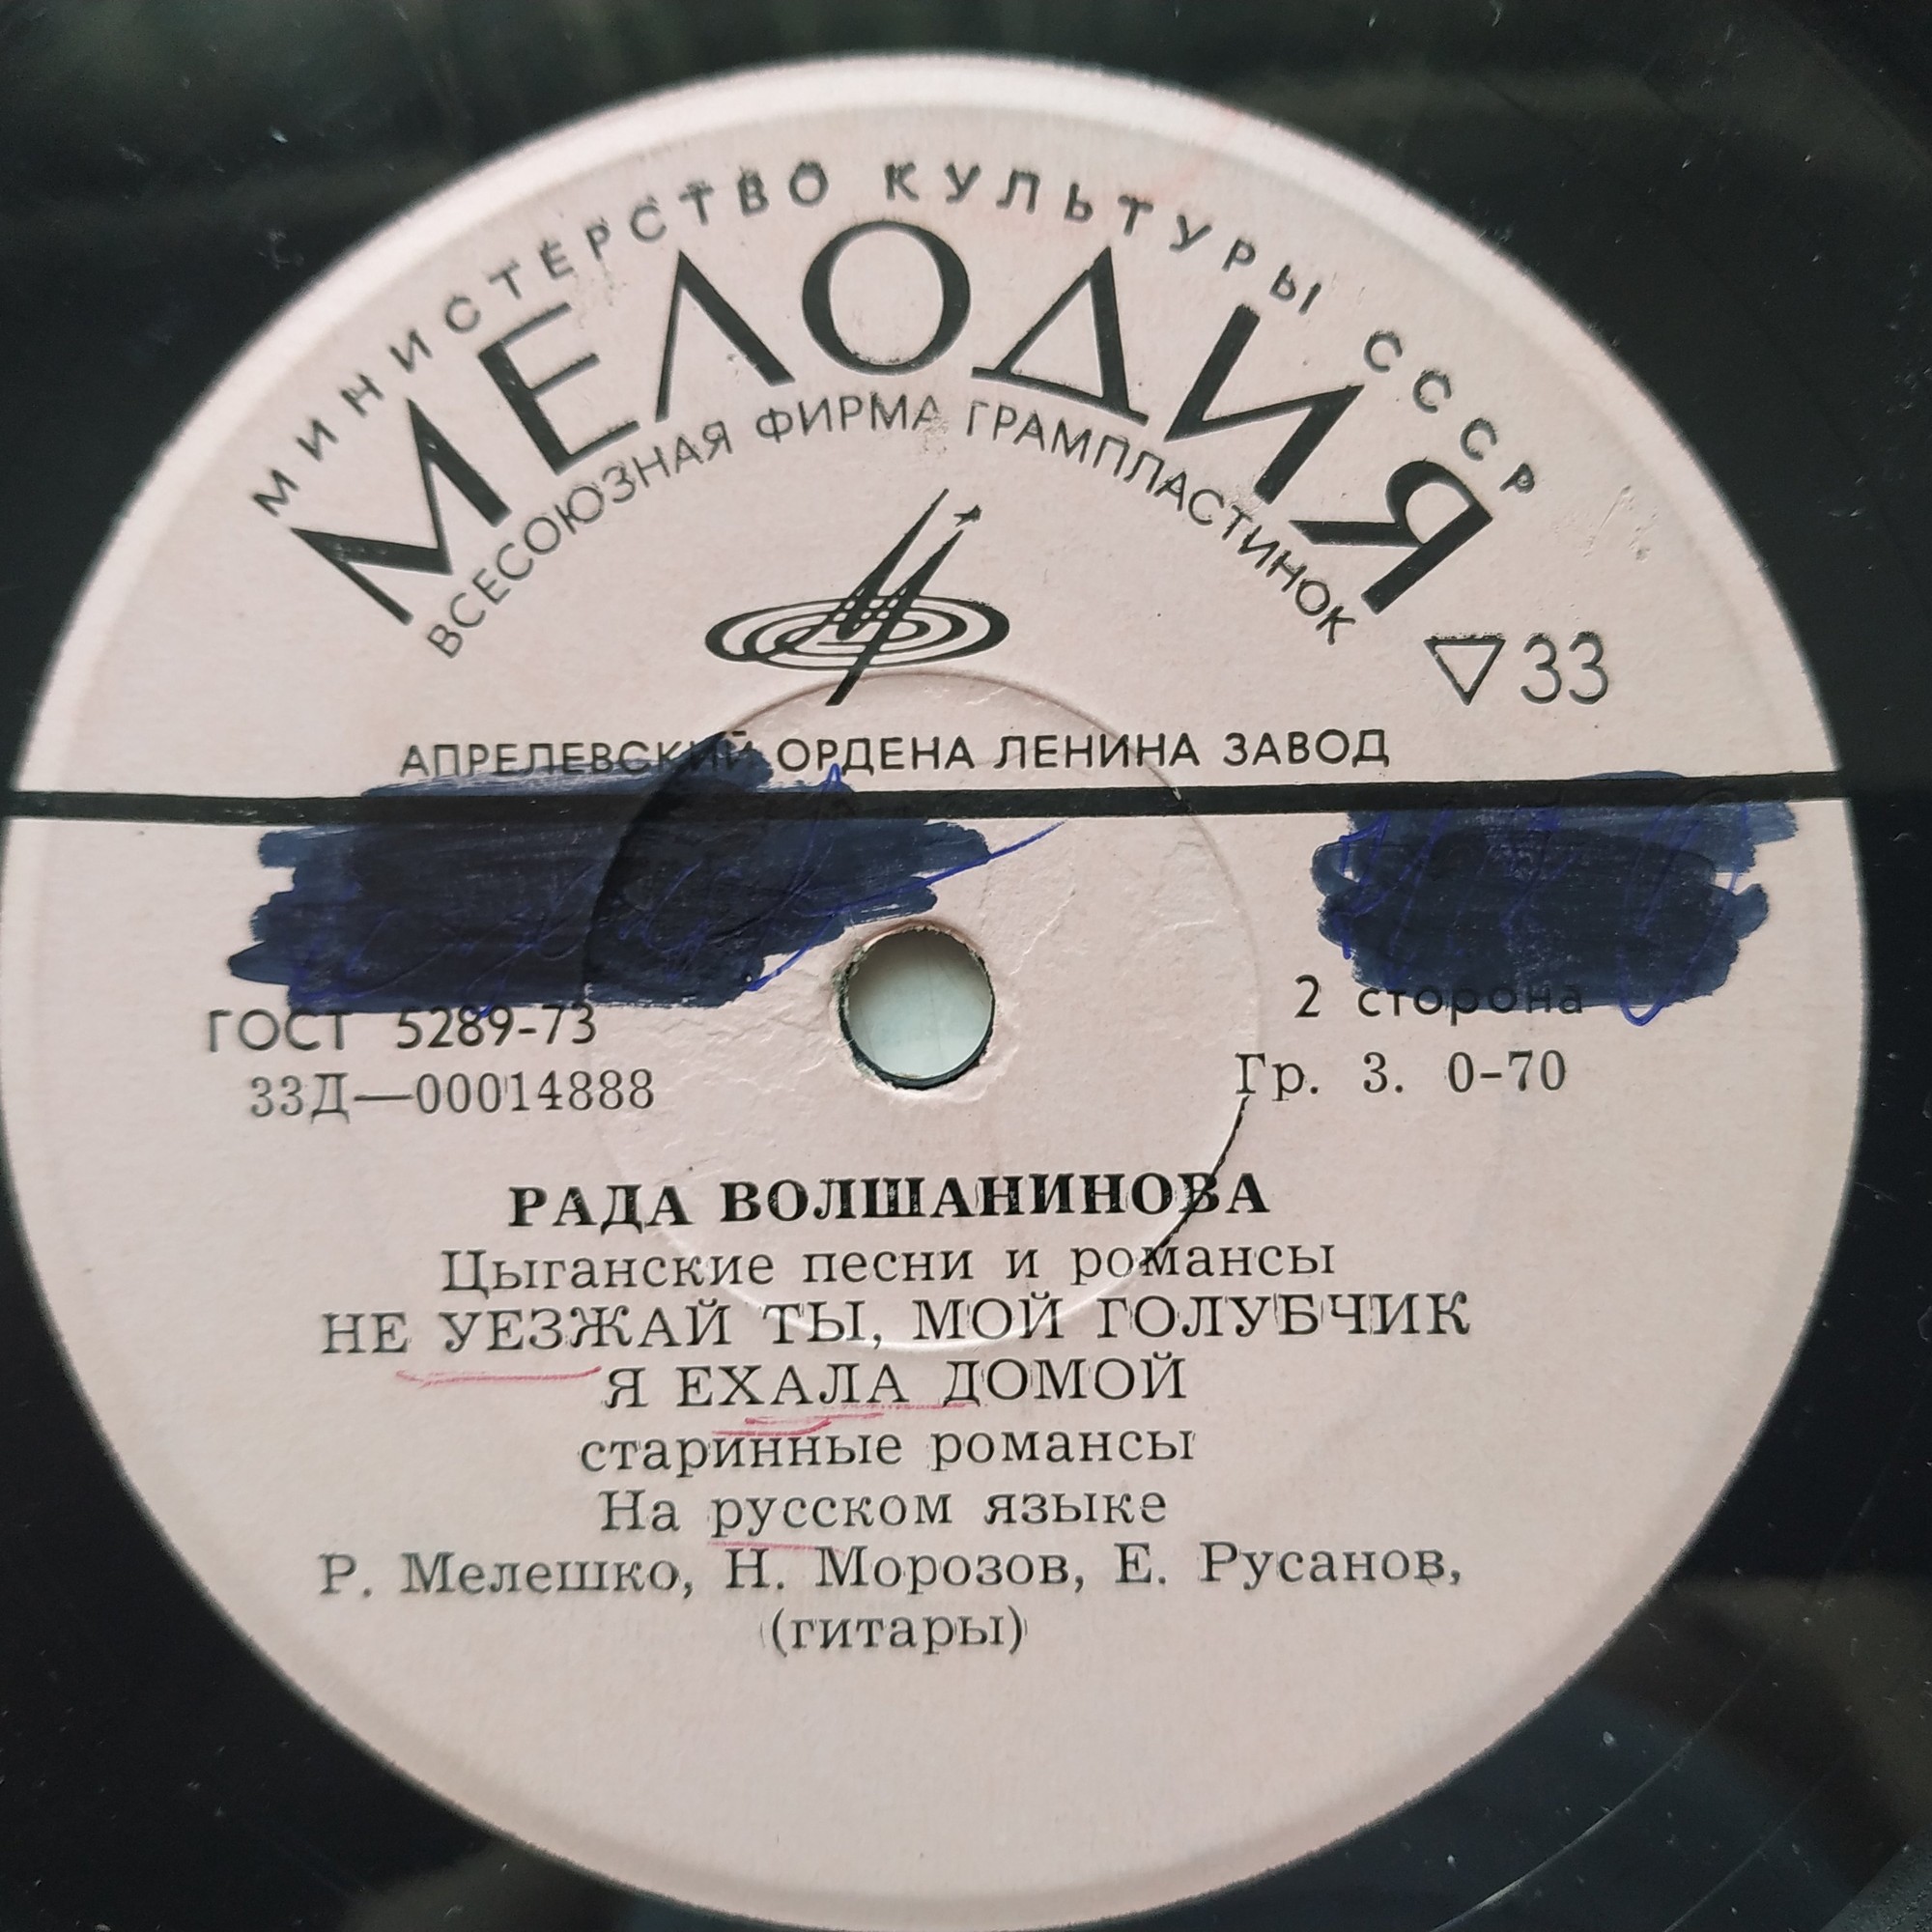 МИНИСТЕРСТВО КУЛЬТУРЫ СССР
МЕЛОДИЯ
ВСЕСОЮЗНАЯ ФИРМА ГРАМПЛАСТИНОК
▽33
АПРЕЛЕВСКИЙ ОРДЕНА ЛЕНИНА ЗАВОД
ГОСТ 5289-73
2 сторона
33Д—00014888
Гр. 3. 0-70
РАДА ВОЛШАНИНОВА
Цыганские песни и романсы
НЕ УЕЗЖАЙ ТЫ, МОЙ ГОЛУБЧИК
Я ЕХАЛА ДОМОЙ
старинные романсы
На русском языке
Р. Мелешко, Н. Морозов, Е. Русанов,
(гитары)